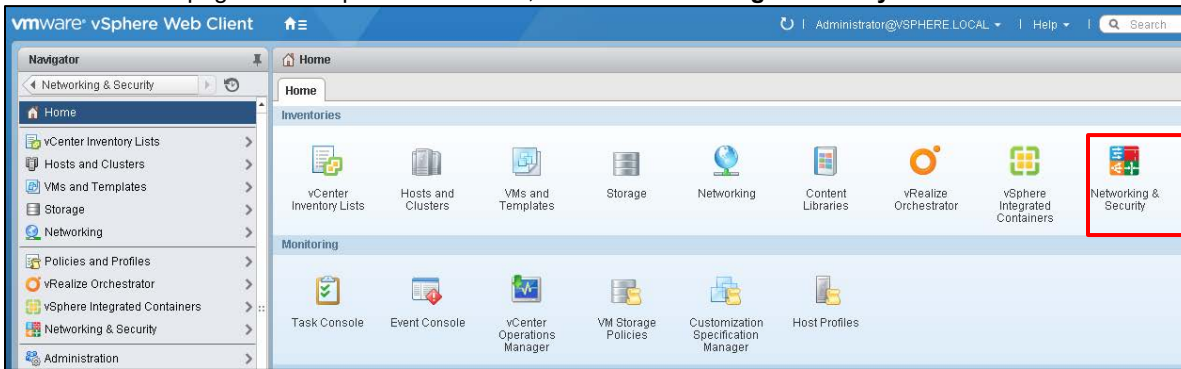 vmware® vSphere Web Client
Administrator@VSPHERE.LOCAL
Help
Search
Navigator
Home
Networking & Security
Home
Home
Inventories
vCenter Inventory Lists
Hosts and Clusters
VMs and Templates
Storage
Networking
Policies and Profiles
vRealize Orchestrator
vSphere Integrated Containers
Networking & Security
Administration
vCenter
Inventory Lists
Hosts and
Clusters
VMs and
Templates
Storage
Networking
Content
Libraries
vRealize
Orchestrator
vSphere
Integrated
Containers
Networking &
Security
Monitoring
Task Console
Event Console
vCenter
Operations
Manager
VM Storage
Policies
Customization
Specification
Manager
Host Profiles